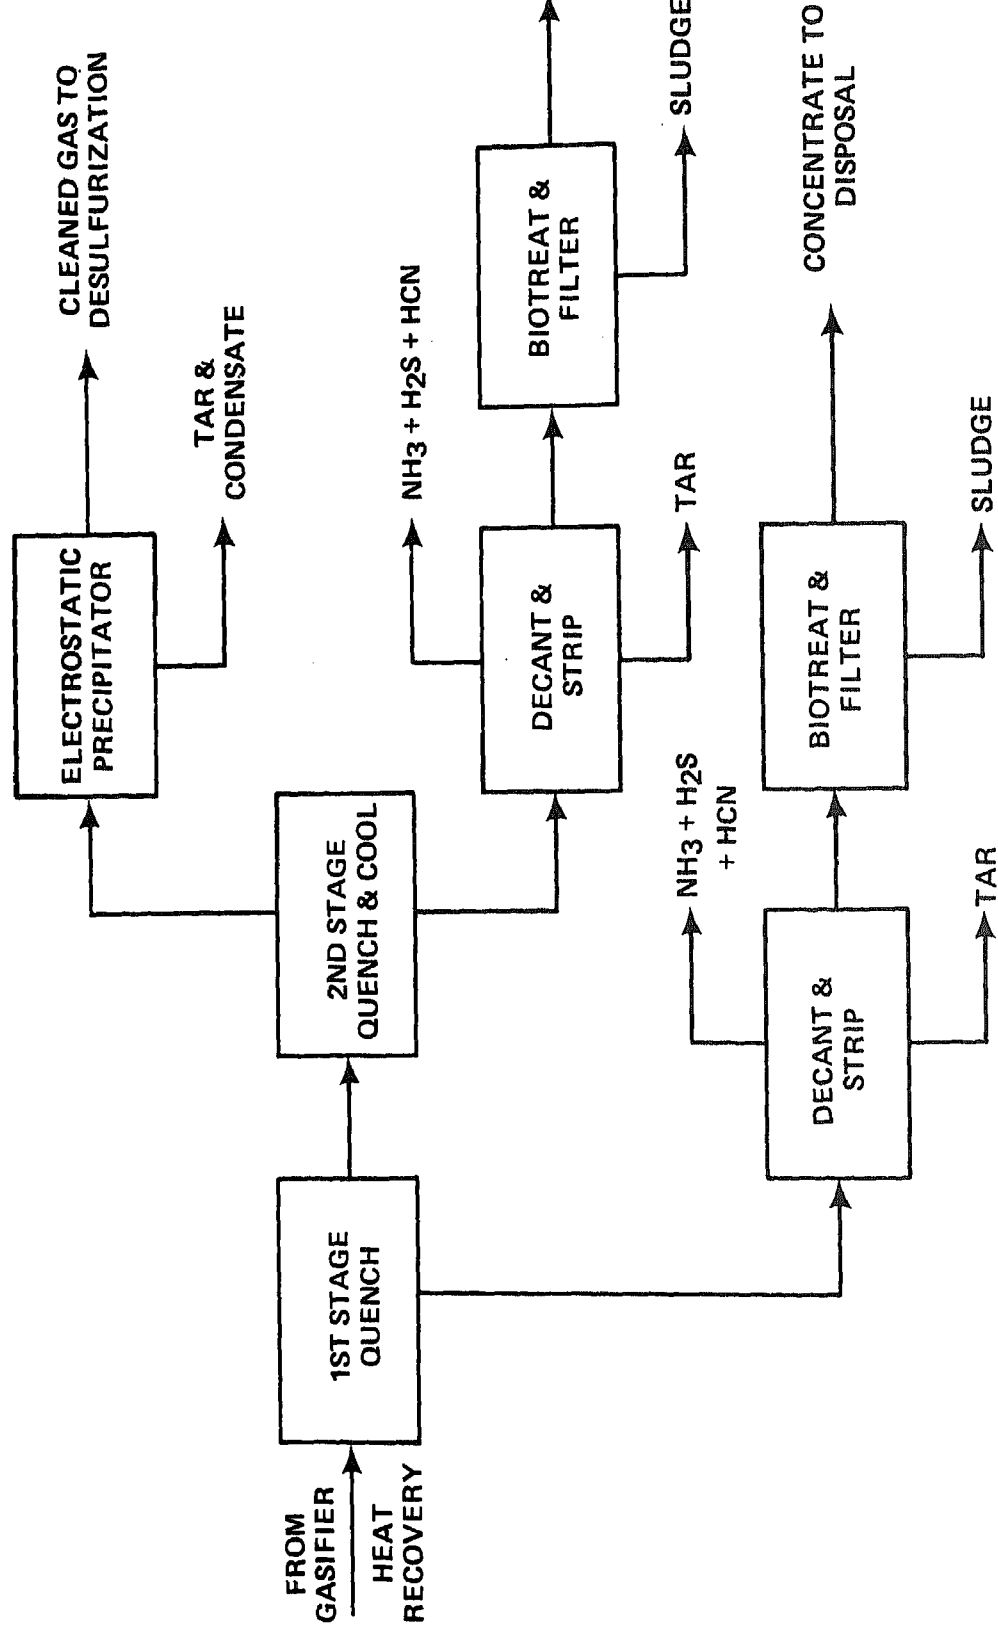 FROM
GASIFIER
HEAT
RECOVERY
1ST STAGE
QUENCH
2ND STAGE
QUENCH & COOL
ELECTROSTATIC
PRECIPITATOR
CLEANED GAS TO
DESULFURIZATION
TAR &
CONDENSATE
NH3 + H2S + HCN
DECANT &
STRIP
TAR
BIOTREAT &
FILTER
SLUDGE
NH3 + H2S
+ HCN
DECANT &
STRIP
TAR
BIOTREAT &
FILTER
SLUDGE
CONCENTRATE TO
DISPOSAL